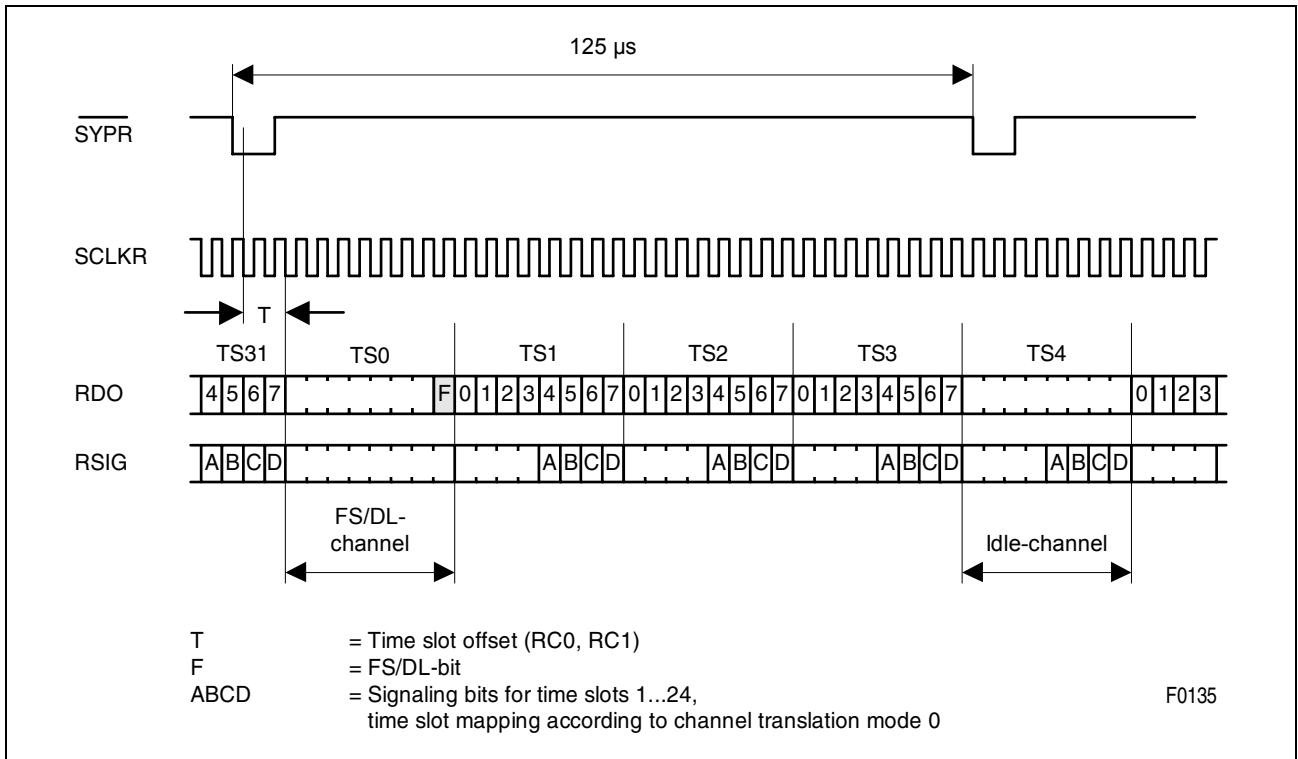 125 µs
SYPR
SCLKR
T
TS31 TS0 TS1 TS2 TS3 TS4
RDO 4 5 6 7 F 0 1 2 3 4 5 6 7 0 1 2 3 4 5 6 7 0 1 2 3 4 5 6 7 0 1 2 3
RSIG A B C D A B C D A B C D A B C D A B C D
FS/DL-
channel
Idle-channel
T = Time slot offset (RC0, RC1)
F = FS/DL-bit
ABCD = Signaling bits for time slots 1...24,
time slot mapping according to channel translation mode 0
F0135